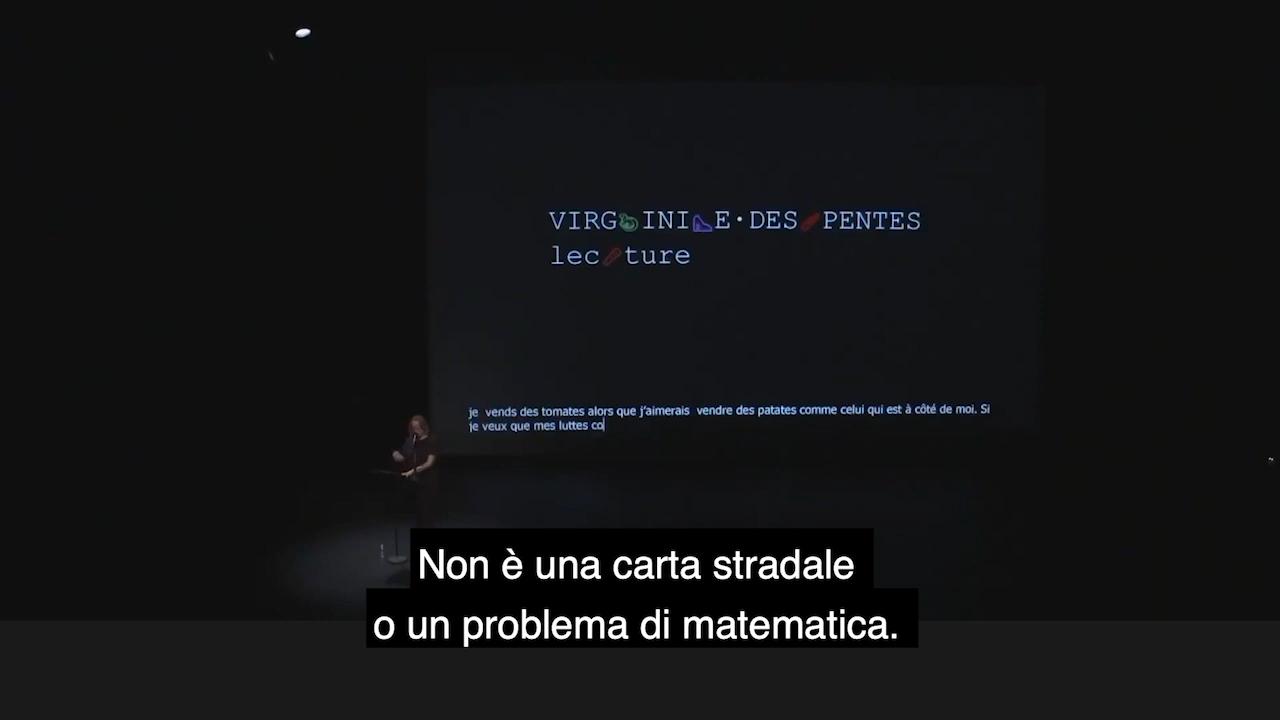 VIRGINIE·DESPENTES
lecture
je vends des tomates alors que j'aimerais vendre des patates comme celui qui est à côté de moi. Si
je veux que mes luttes co
Non è una carta stradale
o un problema di matematica.